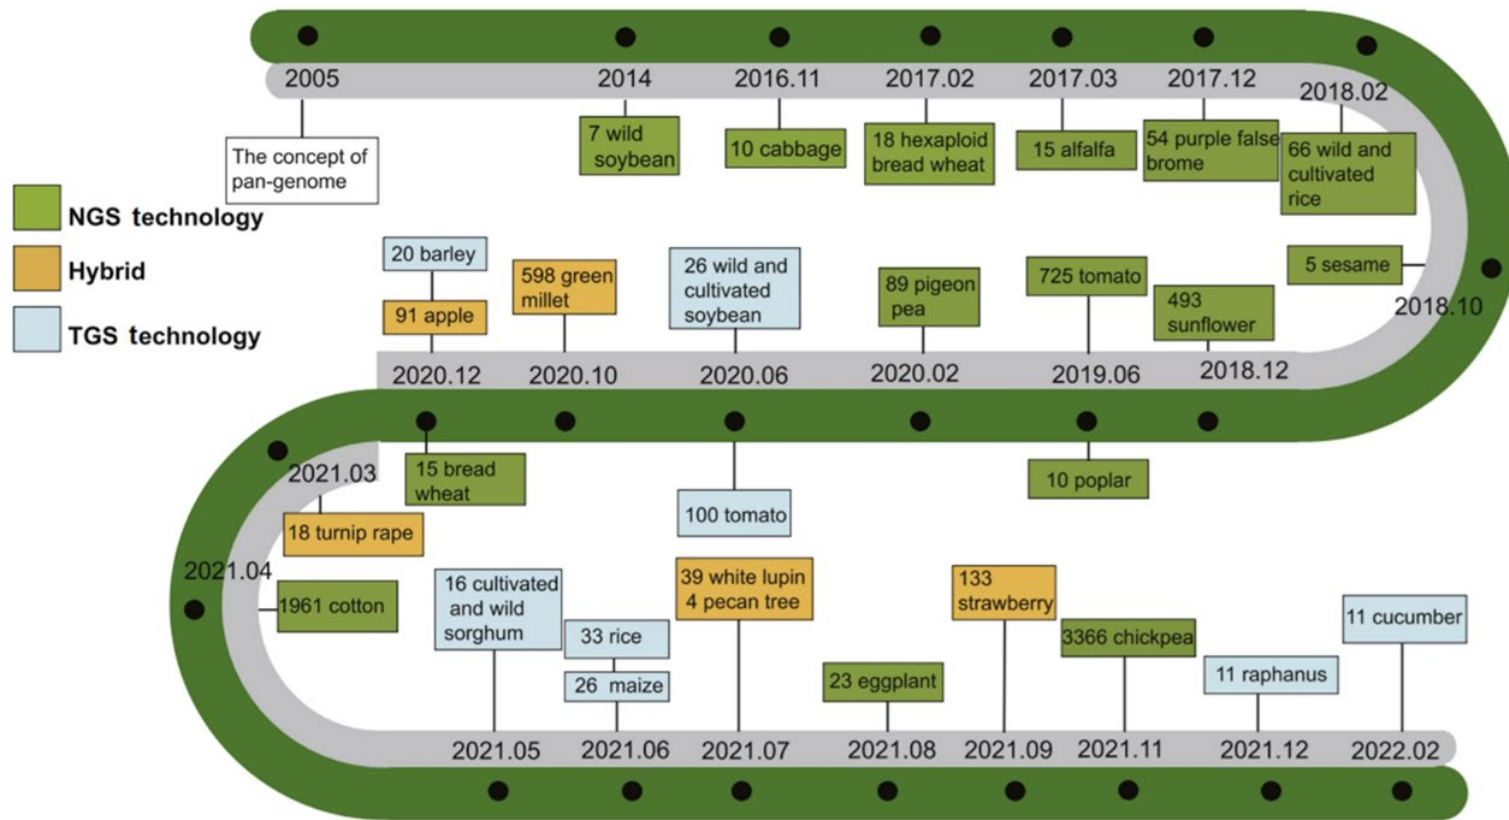 2005
2014
2016.11
2017.02
2017.03
2017.12
2018.02
The concept of
pan-genome
7 wild
soybean
10 cabbage
18 hexaploid
bread wheat
15 alfalfa
54 purple false
brome
66 wild and
cultivated
rice
NGS technology
Hybrid
TGS technology
5 sesame
2018.10
20 barley
91 apple
598 green
millet
26 wild and
cultivated
soybean
89 pigeon
pea
725 tomato
493
sunflower
2020.12
2020.10
2020.06
2020.02
2019.06
2018.12
15 bread
wheat
100 tomato
10 poplar
2021.03
18 turnip rape
2021.04
1961 cotton
16 cultivated
and wild
sorghum
33 rice
26 maize
39 white lupin
4 pecan tree
23 eggplant
133
strawberry
3366 chickpea
11 raphanus
11 cucumber
2021.05
2021.06
2021.07
2021.08
2021.09
2021.11
2021.12
2022.02